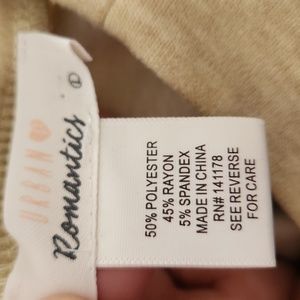 URBAN
Romantics
L
50% POLYESTER
45% RAYON
5% SPANDEX
MADE IN CHINA
RN# 141178
SEE REVERSE
FOR CARE